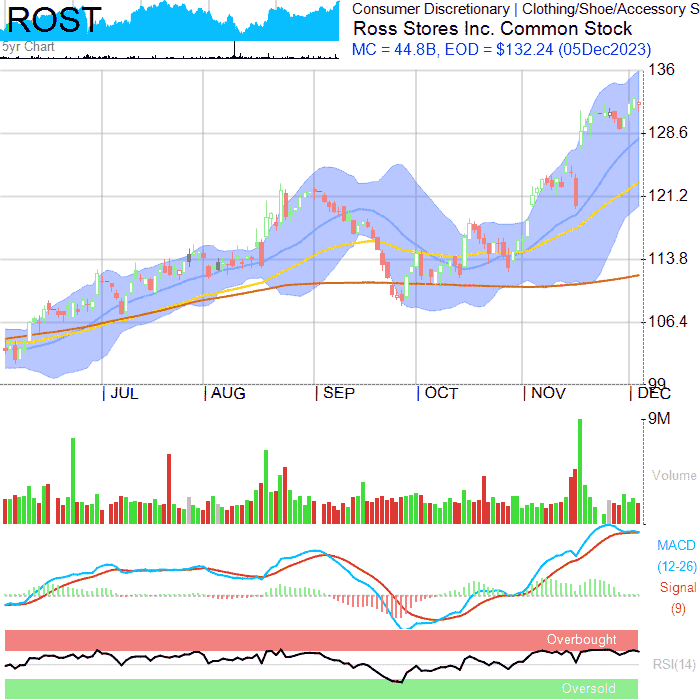 ROST
5yr Chart
Consumer Discretionary | Clothing/Shoe/Accessory S
Ross Stores Inc. Common Stock
MC = 44.8B, EOD = $132.24 (05Dec2023)
136
128.6
121.2
113.8
106.4
99
JUL AUG SEP OCT NOV DEC
9M
Volume
MACD
(12-26)
Signal
(9)
Overbought
RSI(14)
Oversold